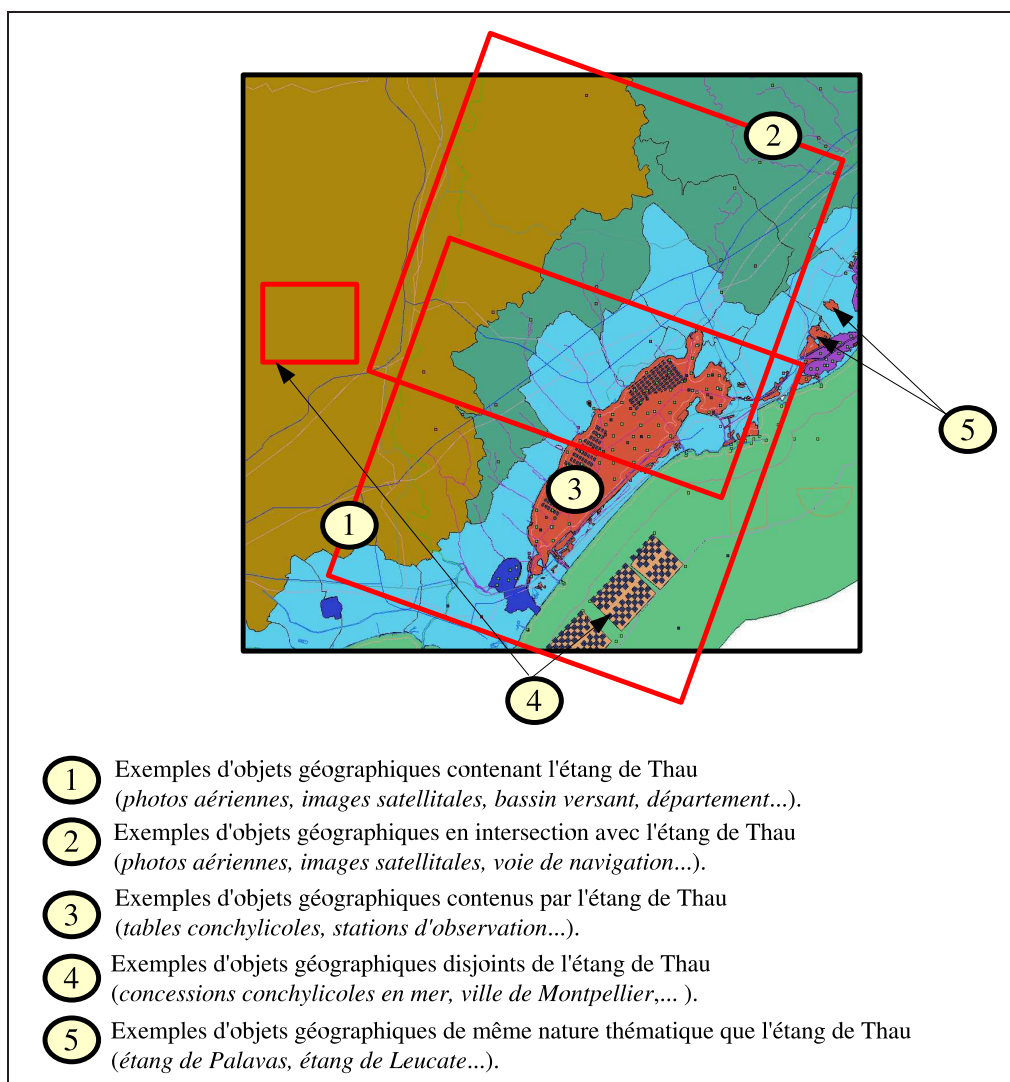 2
5
3
1
4
1 Exemples d'objets géographiques contenant l'étang de Thau
(photos aériennes, images satellitales, bassin versant, département...).
2 Exemples d'objets géographiques en intersection avec l'étang de Thau
(photos aériennes, images satellitales, voie de navigation...).
3 Exemples d'objets géographiques contenus par l'étang de Thau
(tables conchylicoles, stations d'observation...).
4 Exemples d'objets géographiques disjoints de l'étang de Thau
(concessions conchylicoles en mer, ville de Montpellier,... ).
5 Exemples d'objets géographiques de même nature thématique que l'étang de Thau
(étang de Palavas, étang de Leucate...).